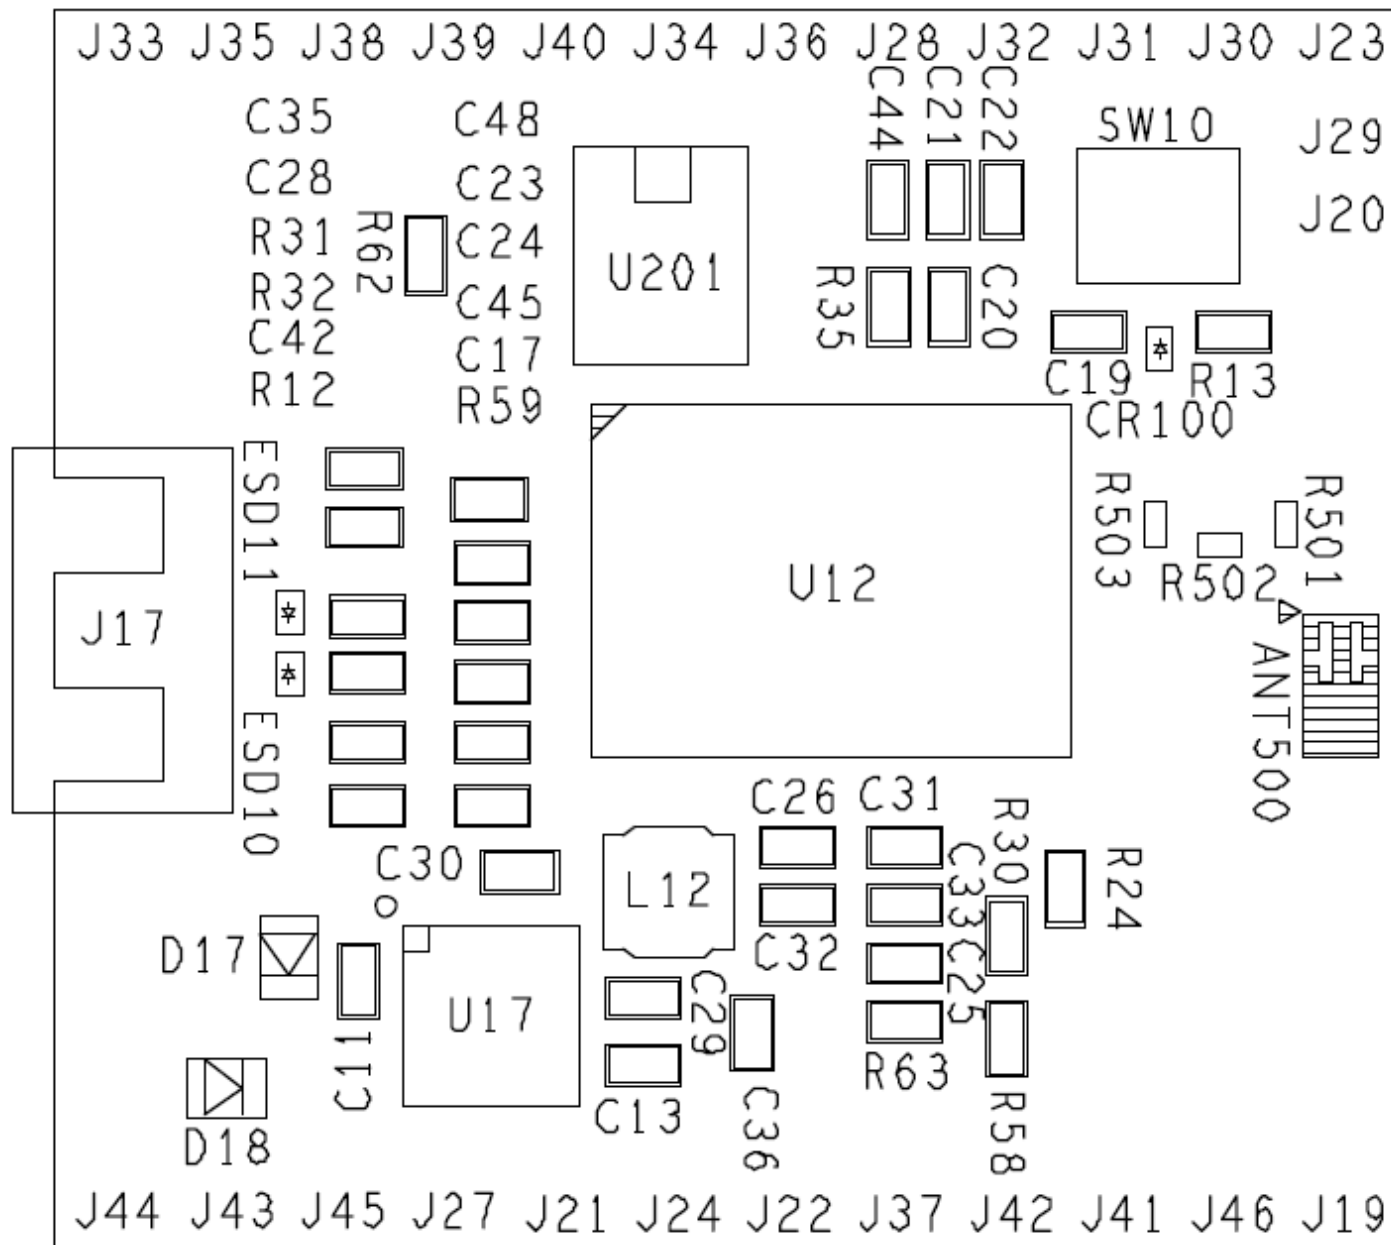 J33 J35 J38 J39 J40 J34 J36 J28 J32 J31 J30 J23
C44 C21 C22
C35 C48 SW10 J29
C28 C23 J20
R31 R62 C24
U201
R32 C45 R35 C20
C42 C17
R12 R59 C19 R13
CR100
ESD11 R503 R501
R502
U12
J17
ANT500
ESD10
C26 C31 R30
C30 L12 C33 R24
D17 C32 C25
U17 C29
C11 R63
C13 C36 R58
D18
J44 J43 J45 J27 J21 J24 J22 J37 J42 J41 J46 J19